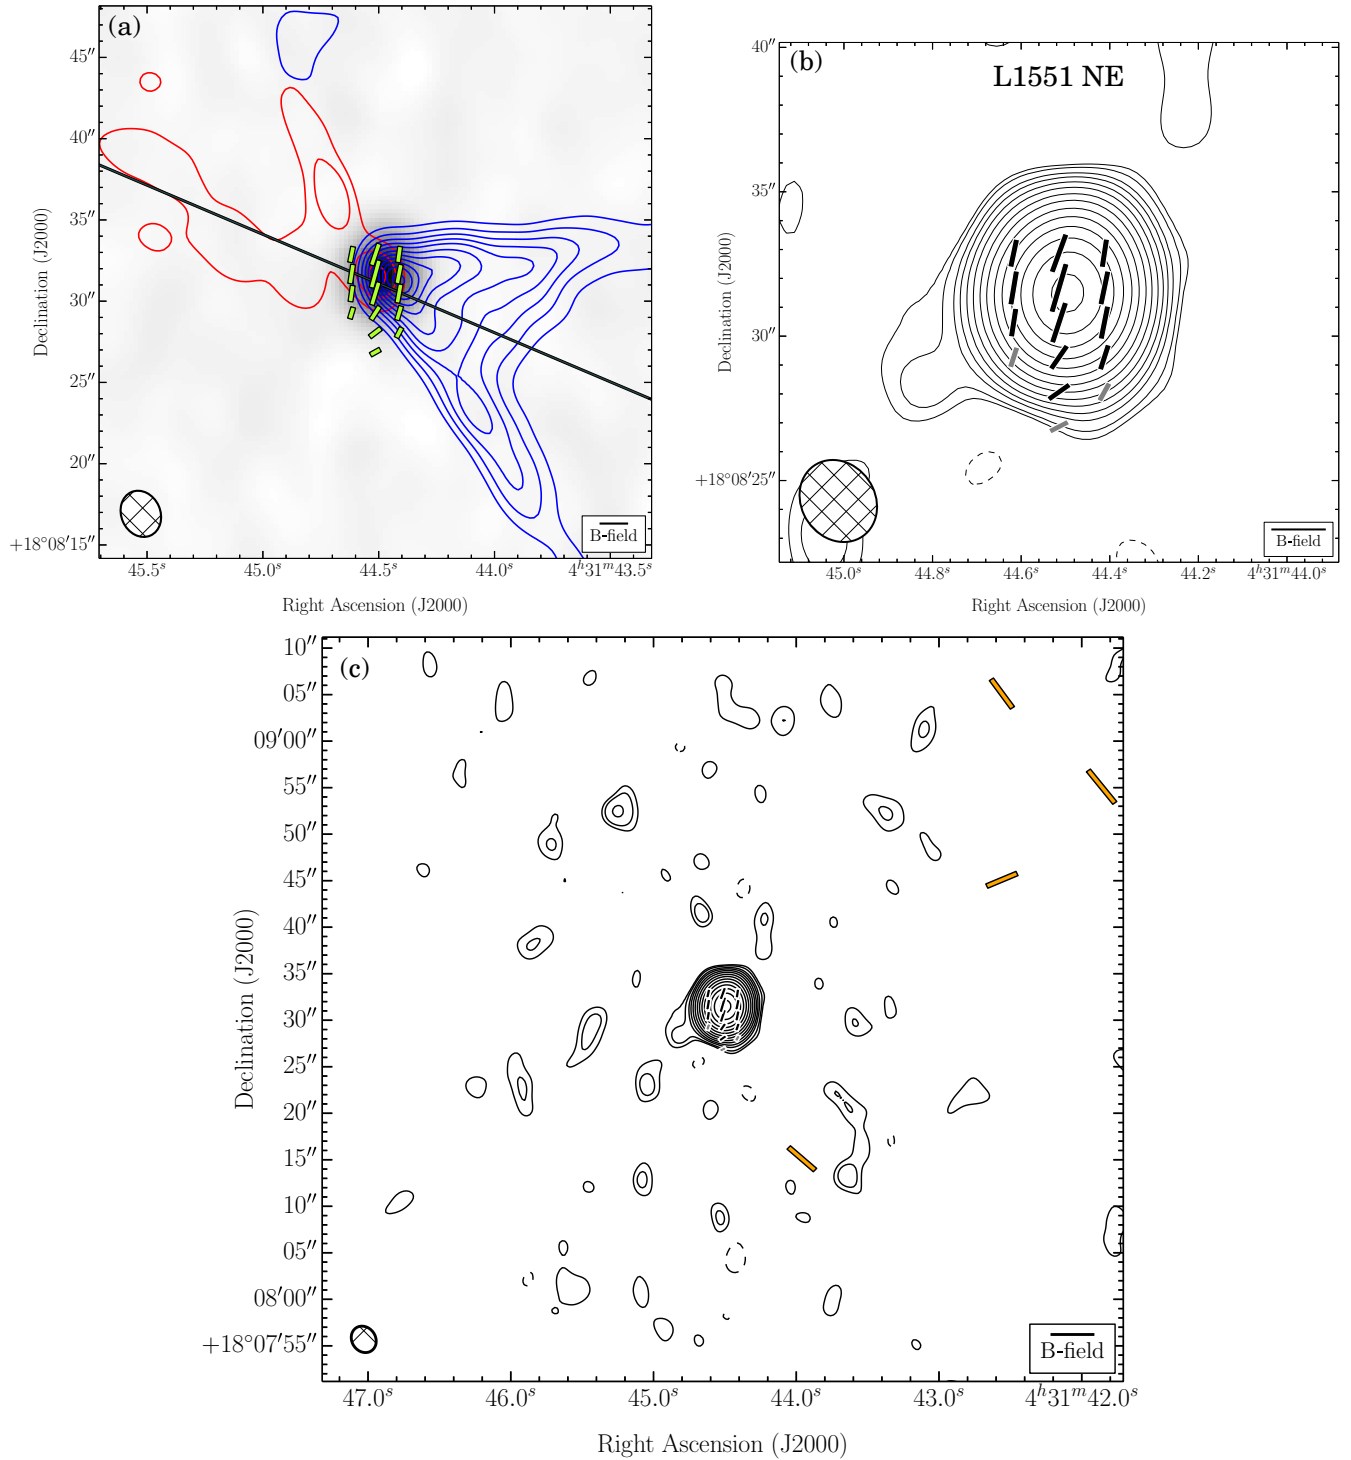 (a)
45″
40″
35″
30″
25″
20″
+18°08′15″
Declination (J2000)
B-field
45.5ˢ
45.0ˢ
44.5ˢ
44.0ˢ
4ʰ31ᵐ43.5ˢ
Right Ascension (J2000)
(b)
L1551 NE
40″
35″
30″
+18°08′25″
Declination (J2000)
B-field
45.0ˢ
44.8ˢ
44.6ˢ
44.4ˢ
44.2ˢ
4ʰ31ᵐ44.0ˢ
Right Ascension (J2000)
(c)
10″
05″
09′00″
55″
50″
45″
40″
35″
30″
25″
20″
15″
10″
05″
08′00″
+18°07′55″
Declination (J2000)
B-field
47.0ˢ
46.0ˢ
45.0ˢ
44.0ˢ
43.0ˢ
4ʰ31ᵐ42.0ˢ
Right Ascension (J2000)